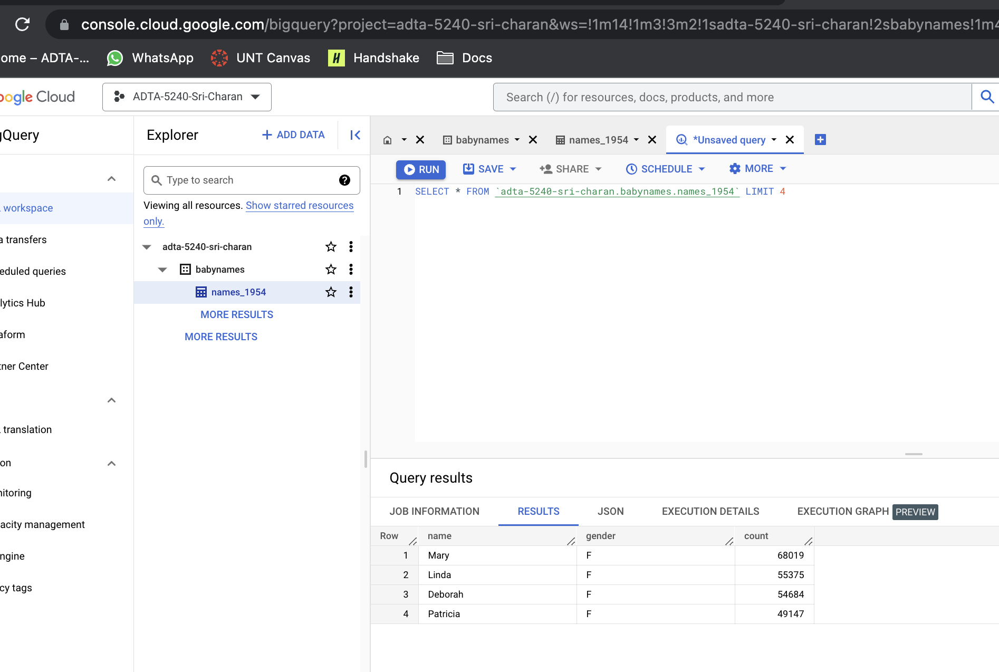 console.cloud.google.com/bigquery?project=adta-5240-sri-charan&ws=!1m14!1m3!3m2!1sadta-5240-sri-charan!2sbabynames!1m4
ome – ADTA-... WhatsApp UNT Canvas H Handshake Docs
oogle Cloud ADTA-5240-Sri-Charan Search (/) for resources, docs, products, and more
gQuery
workspace
a transfers
eduled queries
lytics Hub
aform
tner Center
translation
on
nitoring
acity management
ngine
cy tags
Explorer + ADD DATA
Type to search ?
Viewing all resources. Show starred resources
only.
adta-5240-sri-charan
babynames
names_1954
MORE RESULTS
MORE RESULTS
babynames names_1954 *Unsaved query
RUN SAVE SHARE SCHEDULE MORE
1 SELECT * FROM `adta-5240-sri-charan.babynames.names_1954` LIMIT 4
Query results
JOB INFORMATION RESULTS JSON EXECUTION DETAILS EXECUTION GRAPH PREVIEW
Row name gender count
1 Mary F 68019
2 Linda F 55375
3 Deborah F 54684
4 Patricia F 49147